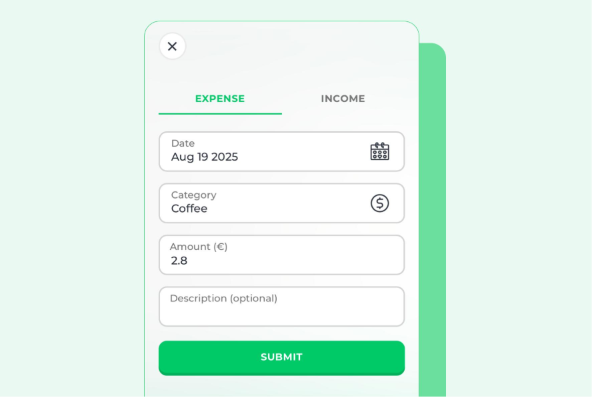 EXPENSE INCOME
Date
Aug 19 2025
Category
Coffee
Amount (€)
2.8
Description (optional)
SUBMIT